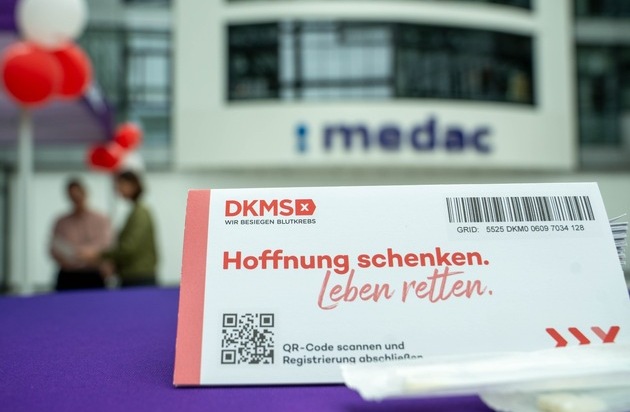 medac
DKMS
WIR BESIEGEN BLUTKREBS
GRID: 5525 DKM0 0609 7034 128
Hoffnung schenken.
Leben retten.
QR-Code scannen und
Registrierung abschließen